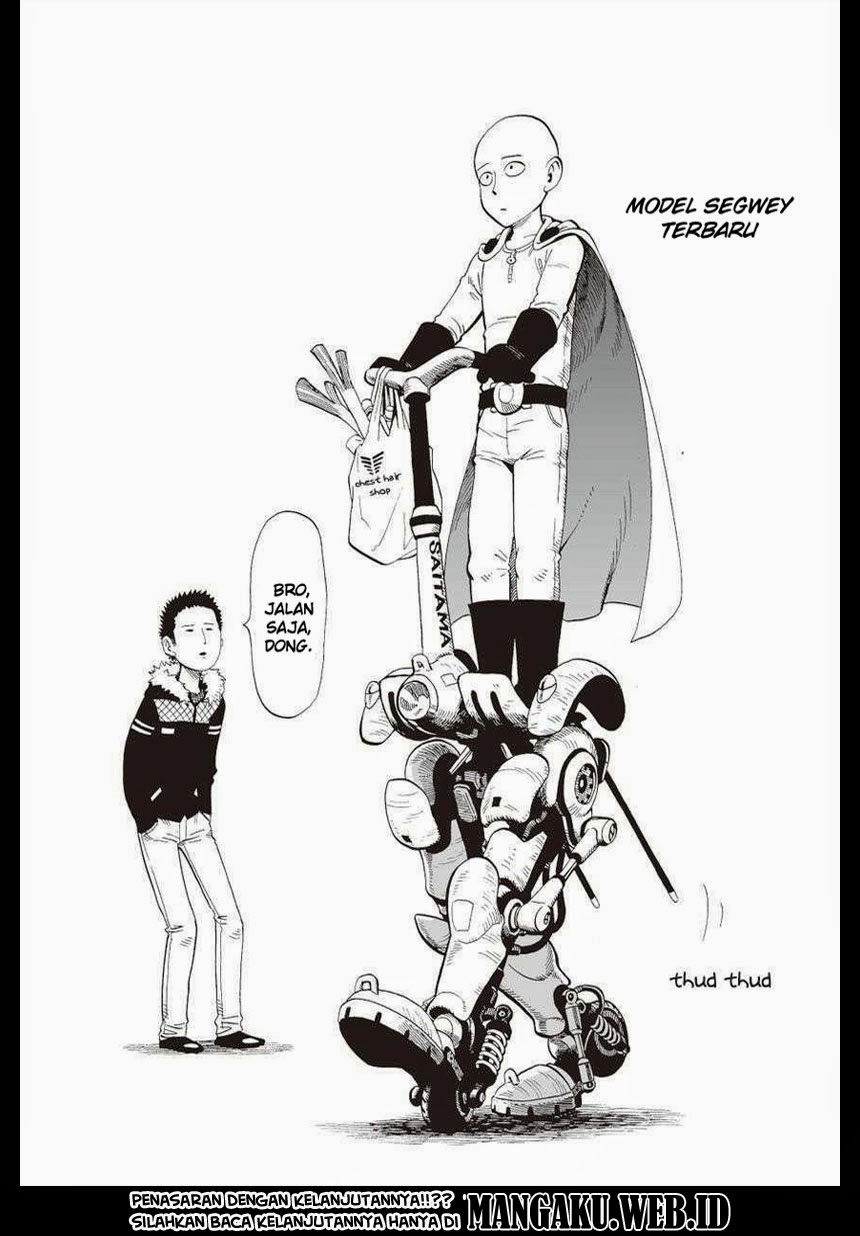 MODEL SEGWEY
TERBARU
chest hair
shop
SAITAMA
BRO,
JALAN
SAJA,
DONG.
thud thud
PENASARAN DENGAN KELANJUTANNYA!!!??
SILAHKAN BACA KELANJUTANNYA HANYA DI MANGAKU.WEB.ID